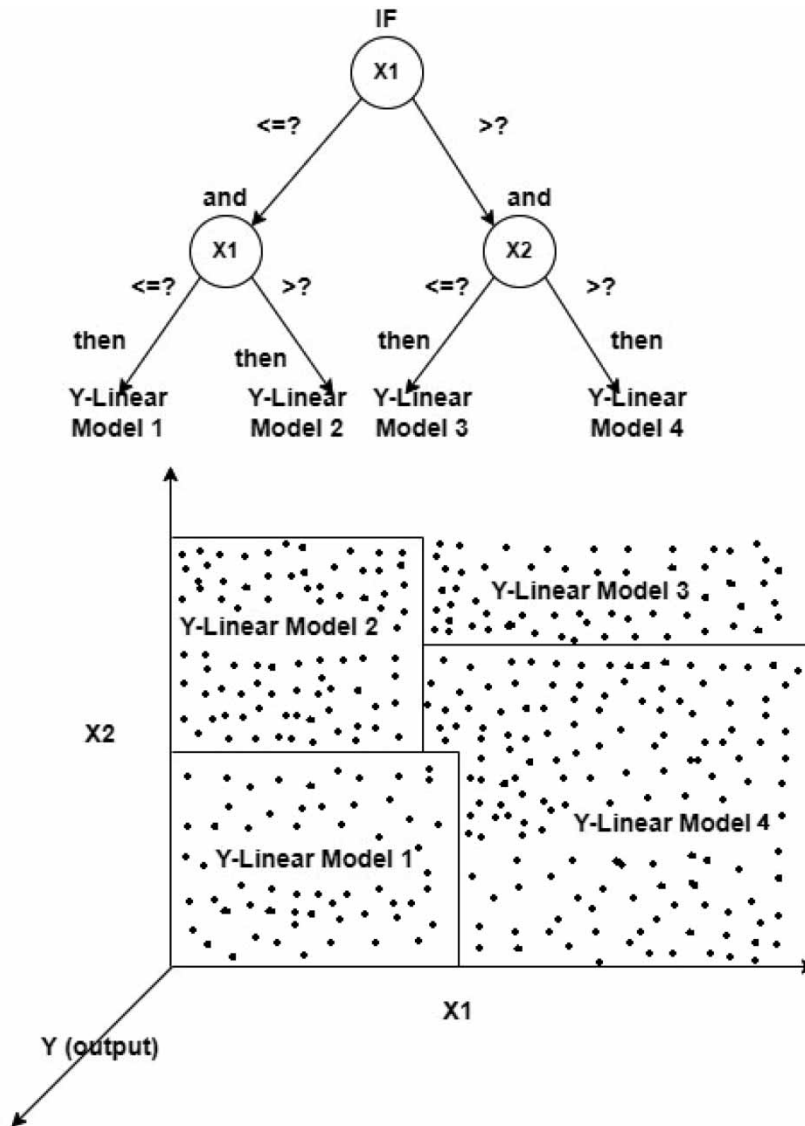 IF
X1
<=?
>?
and
and
X1
X2
<=?
>?
<=?
>?
then
then
then
then
Y-Linear
Model 1
Y-Linear
Model 2
Y-Linear
Model 3
Y-Linear
Model 4
Y-Linear Model 3
Y-Linear Model 2
X2
Y-Linear Model 4
Y-Linear Model 1
X1
Y (output)